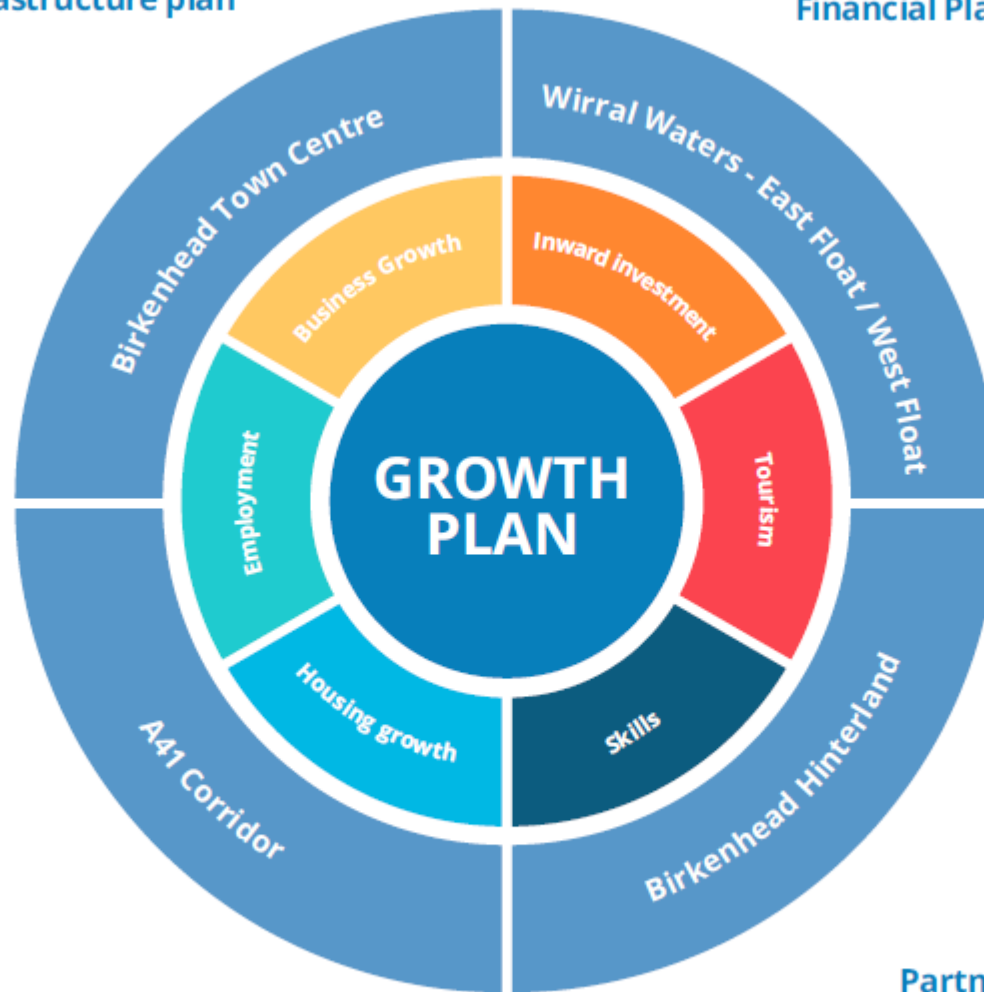 Financial
Birkenhead Town Centre
Wirral Waters - East Float / West Float
Business Growth
Inward investment
Employment
GROWTH
PLAN
Tourism
Housing growth
Skills
A41 Corridor
Birkenhead Hinterland